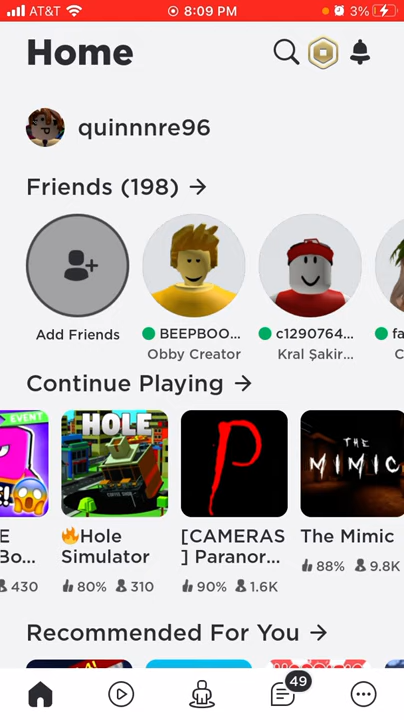 AT&T 8:09 PM 3%
Home
quinnnre96
Friends (198) →
BEEPBOO... c1290764... fa
Add Friends Obby Creator Kral Şakir... C
Continue Playing →
EVENT HOLE P THE MIMIC
E 🔥Hole [CAMERAS The Mimic
Bo... Simulator ] Paranor...
430 80% 310 90% 1.6K 88% 9.8K
Recommended For You →
49